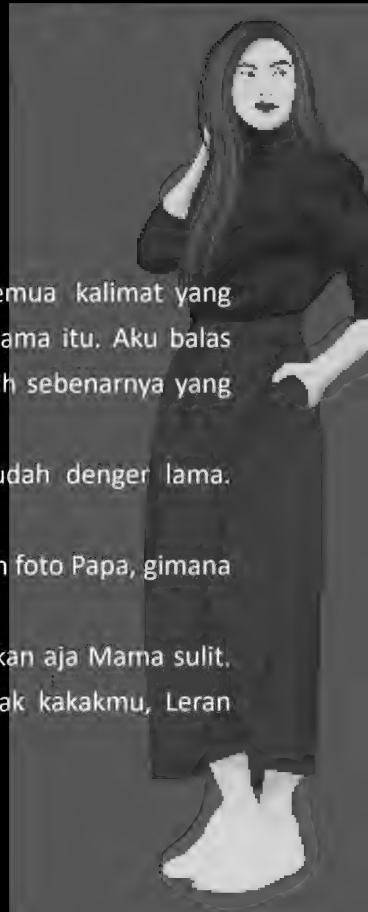 emua kalimat yang
ama itu. Aku balas
h sebenarnya yang
udah denger lama.
n foto Papa, gimana
kan aja Mama sulit.
ak kakakmu, Leran